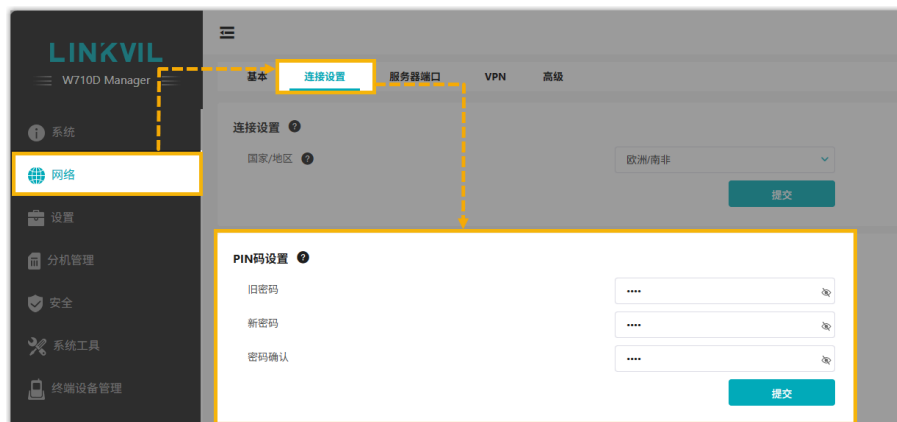 LINKVIL
W710D Manager
系统
网络
设置
分机管理
安全
系统工具
终端设备管理
基本 连接设置 服务器端口 VPN 高级
连接设置
国家/地区 欧洲/南非
提交
PIN码设置
旧密码 ••••
新密码 ••••
密码确认 ••••
提交